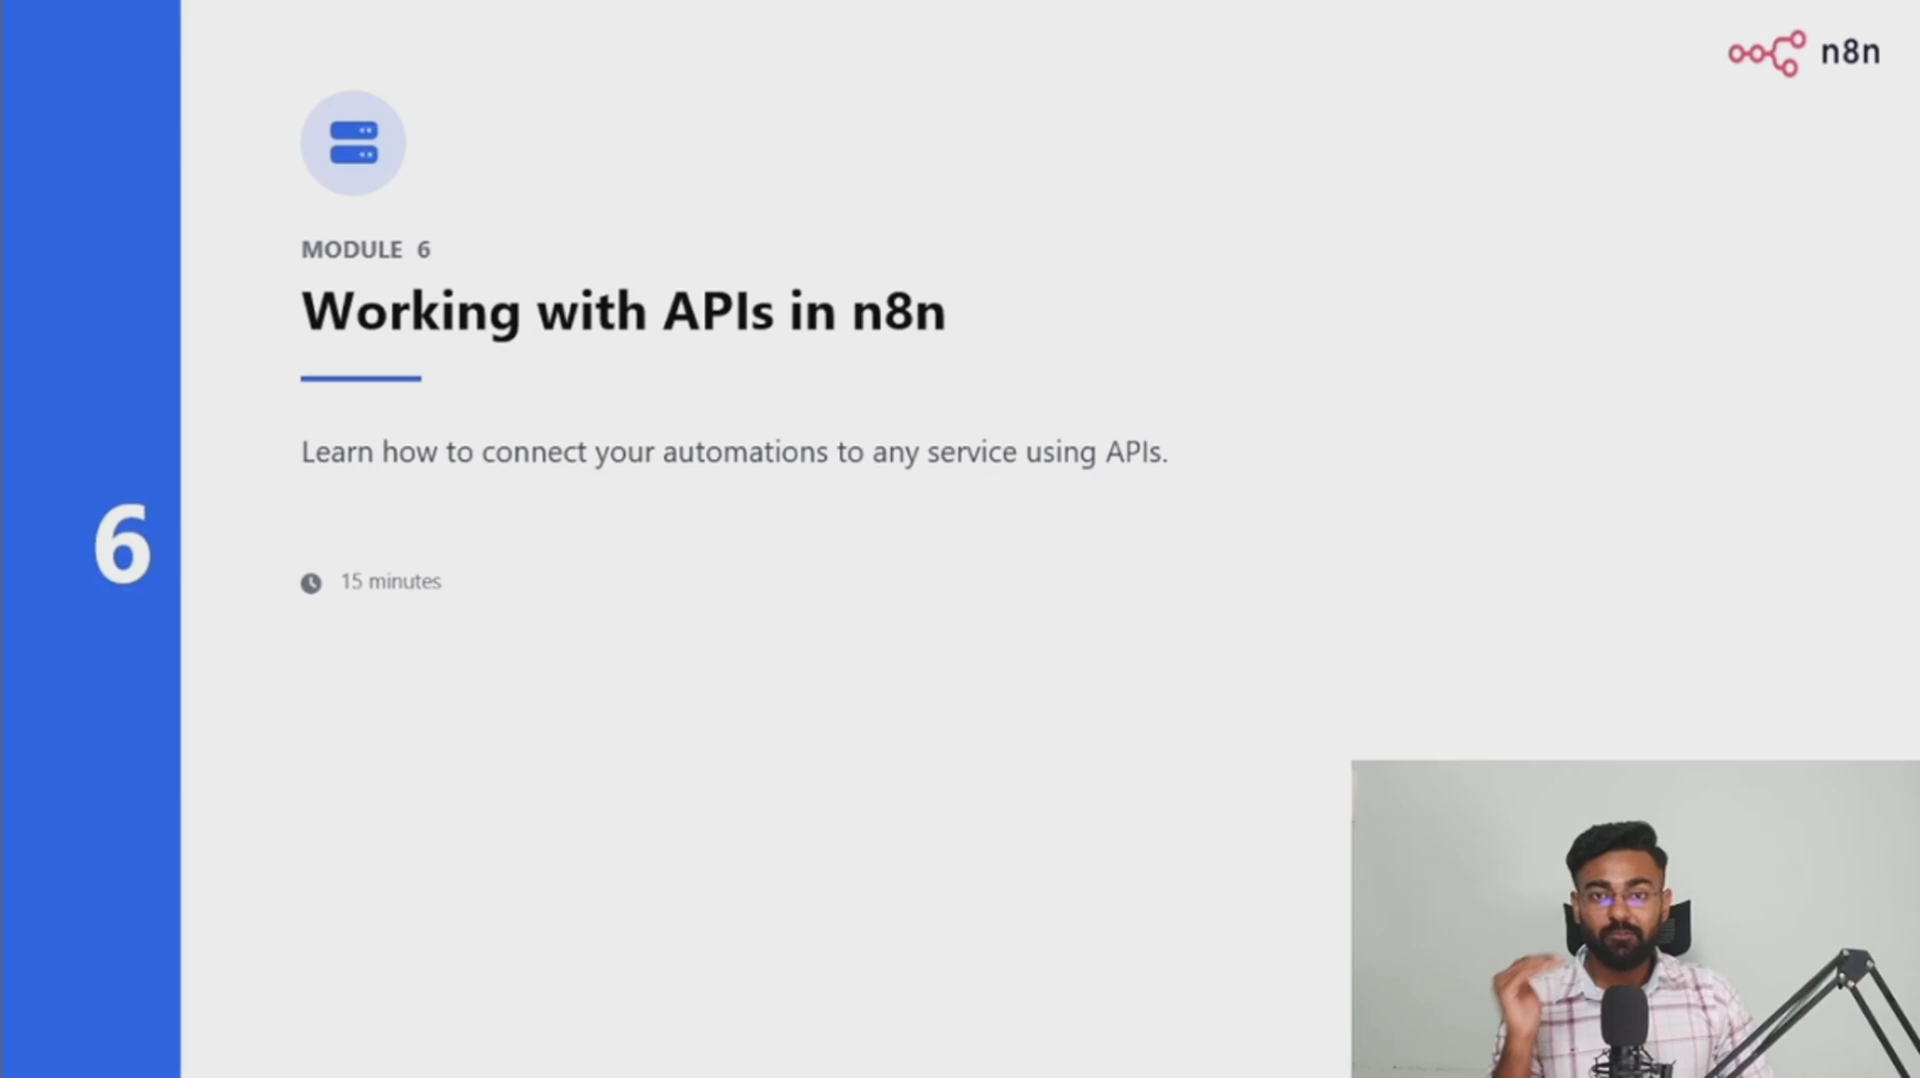 n8n
MODULE 6
Working with APIs in n8n
Learn how to connect your automations to any service using APIs.
6
15 minutes